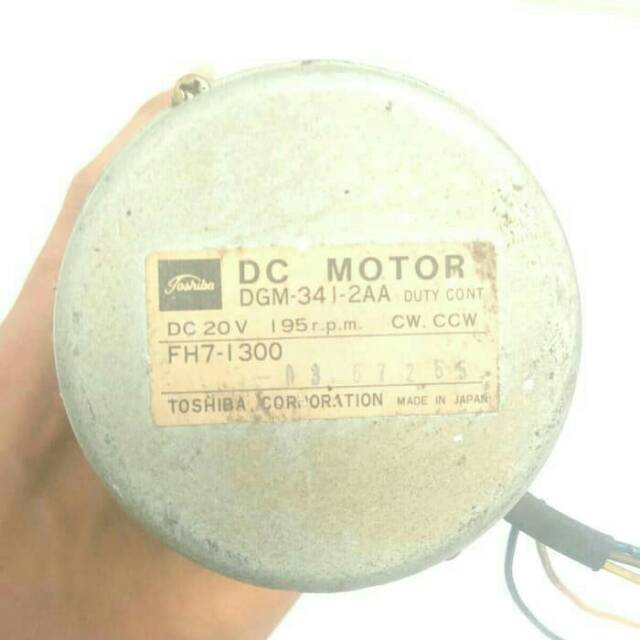 Toshiba
DC MOTOR
DGM-341-2AA DUTY CONT
DC 20V 195 r.p.m. CW. CCW
FH7-1300
TOSHIBA CORPORATION MADE IN JAPAN